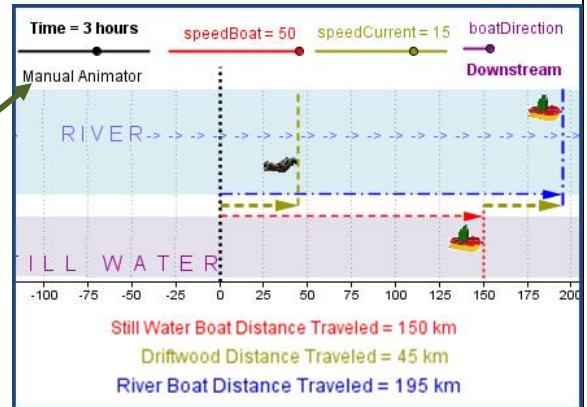 Time = 3 hours speedBoat = 50 speedCurrent = 15 boatDirection
Manual Animator Downstream
RIVER
TILL WATER
-100 -75 -50 -25 0 25 50 75 100 125 150 175 200
Still Water Boat Distance Traveled = 150 km
Driftwood Distance Traveled = 45 km
River Boat Distance Traveled = 195 km